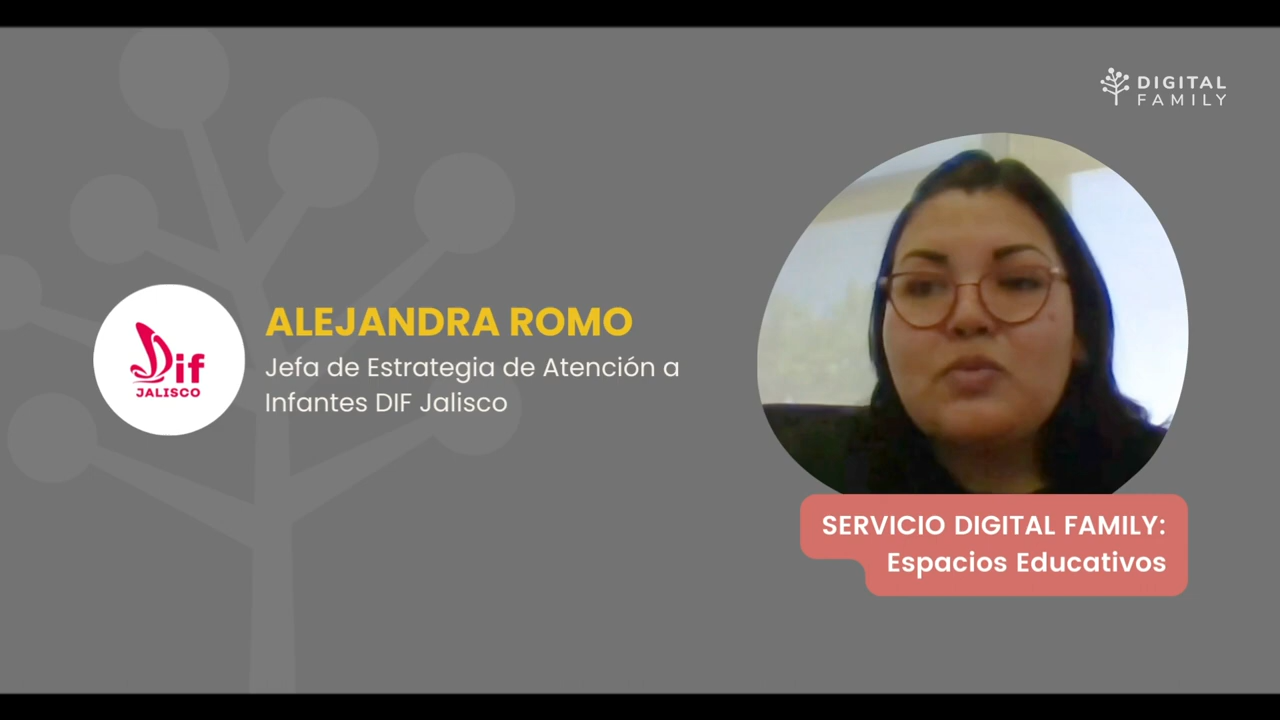 DIGITAL
FAMILY
Dif
JALISCO
ALEJANDRA ROMO
Jefa de Estrategia de Atención a
Infantes DIF Jalisco
SERVICIO DIGITAL FAMILY:
Espacios Educativos